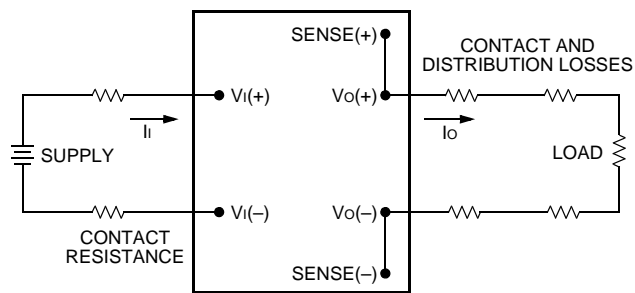 SENSE(+)
CONTACT AND
DISTRIBUTION LOSSES
VI(+)
VO(+)
II
IO
SUPPLY
LOAD
VI(–)
VO(–)
CONTACT
RESISTANCE
SENSE(–)